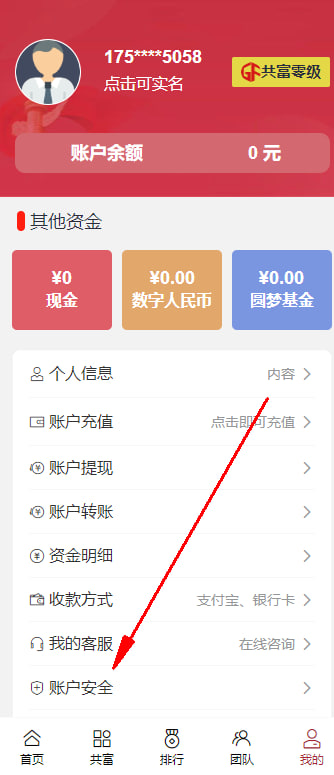 175****5058
点击可实名
共富零级
账户余额 0 元
其他资金
¥0 ¥0.00 ¥0.00
现金 数字人民币 圆梦基金
个人信息 内容
账户充值 点击即可充值
账户提现
账户转账
资金明细
收款方式 支付宝、银行卡
我的客服 在线咨询
账户安全
首页 共富 排行 团队 我的